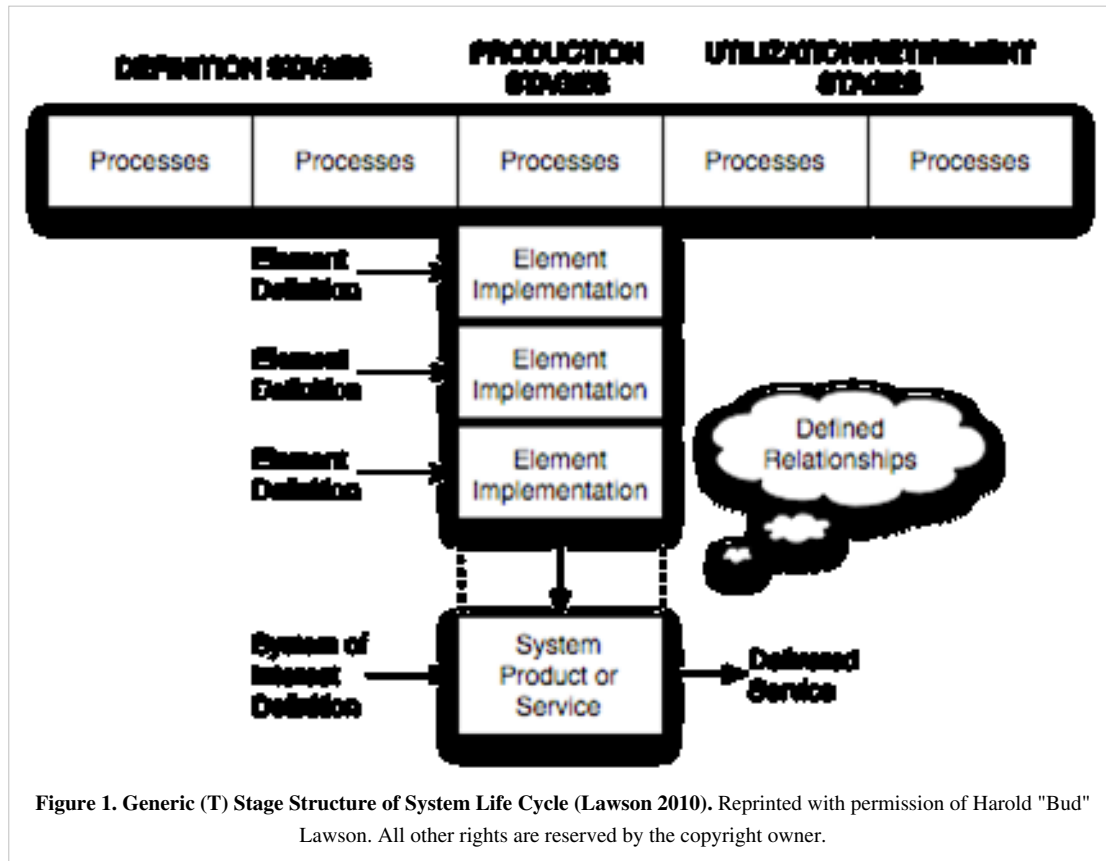 DEFINITION STAGES
PRODUCTION
STAGES
UTILIZATION/RETIREMENT
STAGES
Processes
Processes
Processes
Processes
Processes
Element
Definition
Element
Implementation
Element
Definition
Element
Implementation
Element
Definition
Element
Implementation
Defined
Relationships
System of
Interest
Definition
System
Product or
Service
Delivered
Service
Figure 1. Generic (T) Stage Structure of System Life Cycle (Lawson 2010). Reprinted with permission of Harold "Bud"
Lawson. All other rights are reserved by the copyright owner.